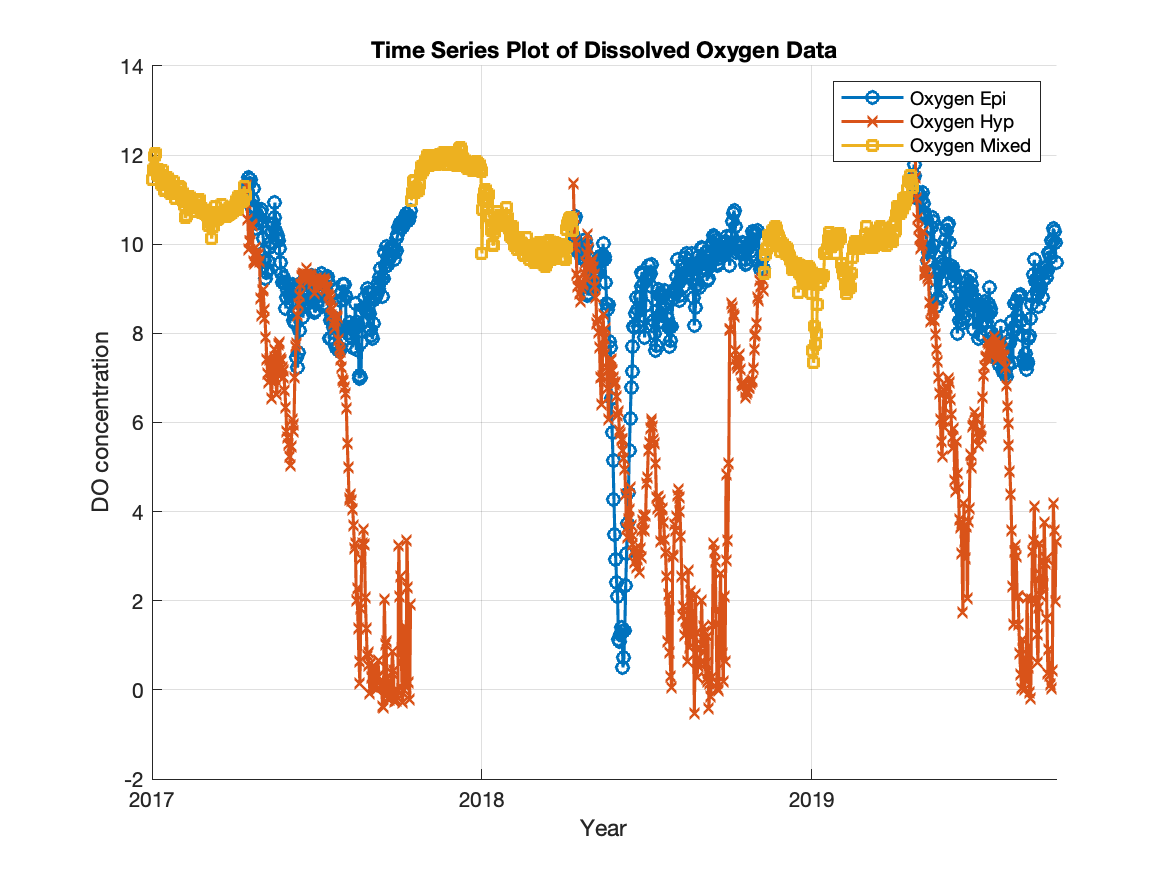 Time Series Plot of Dissolved Oxygen Data
14
12
10
8
6
4
2
0
-2
DO concentration
Oxygen Epi
Oxygen Hyp
Oxygen Mixed
2017
2018
2019
Year